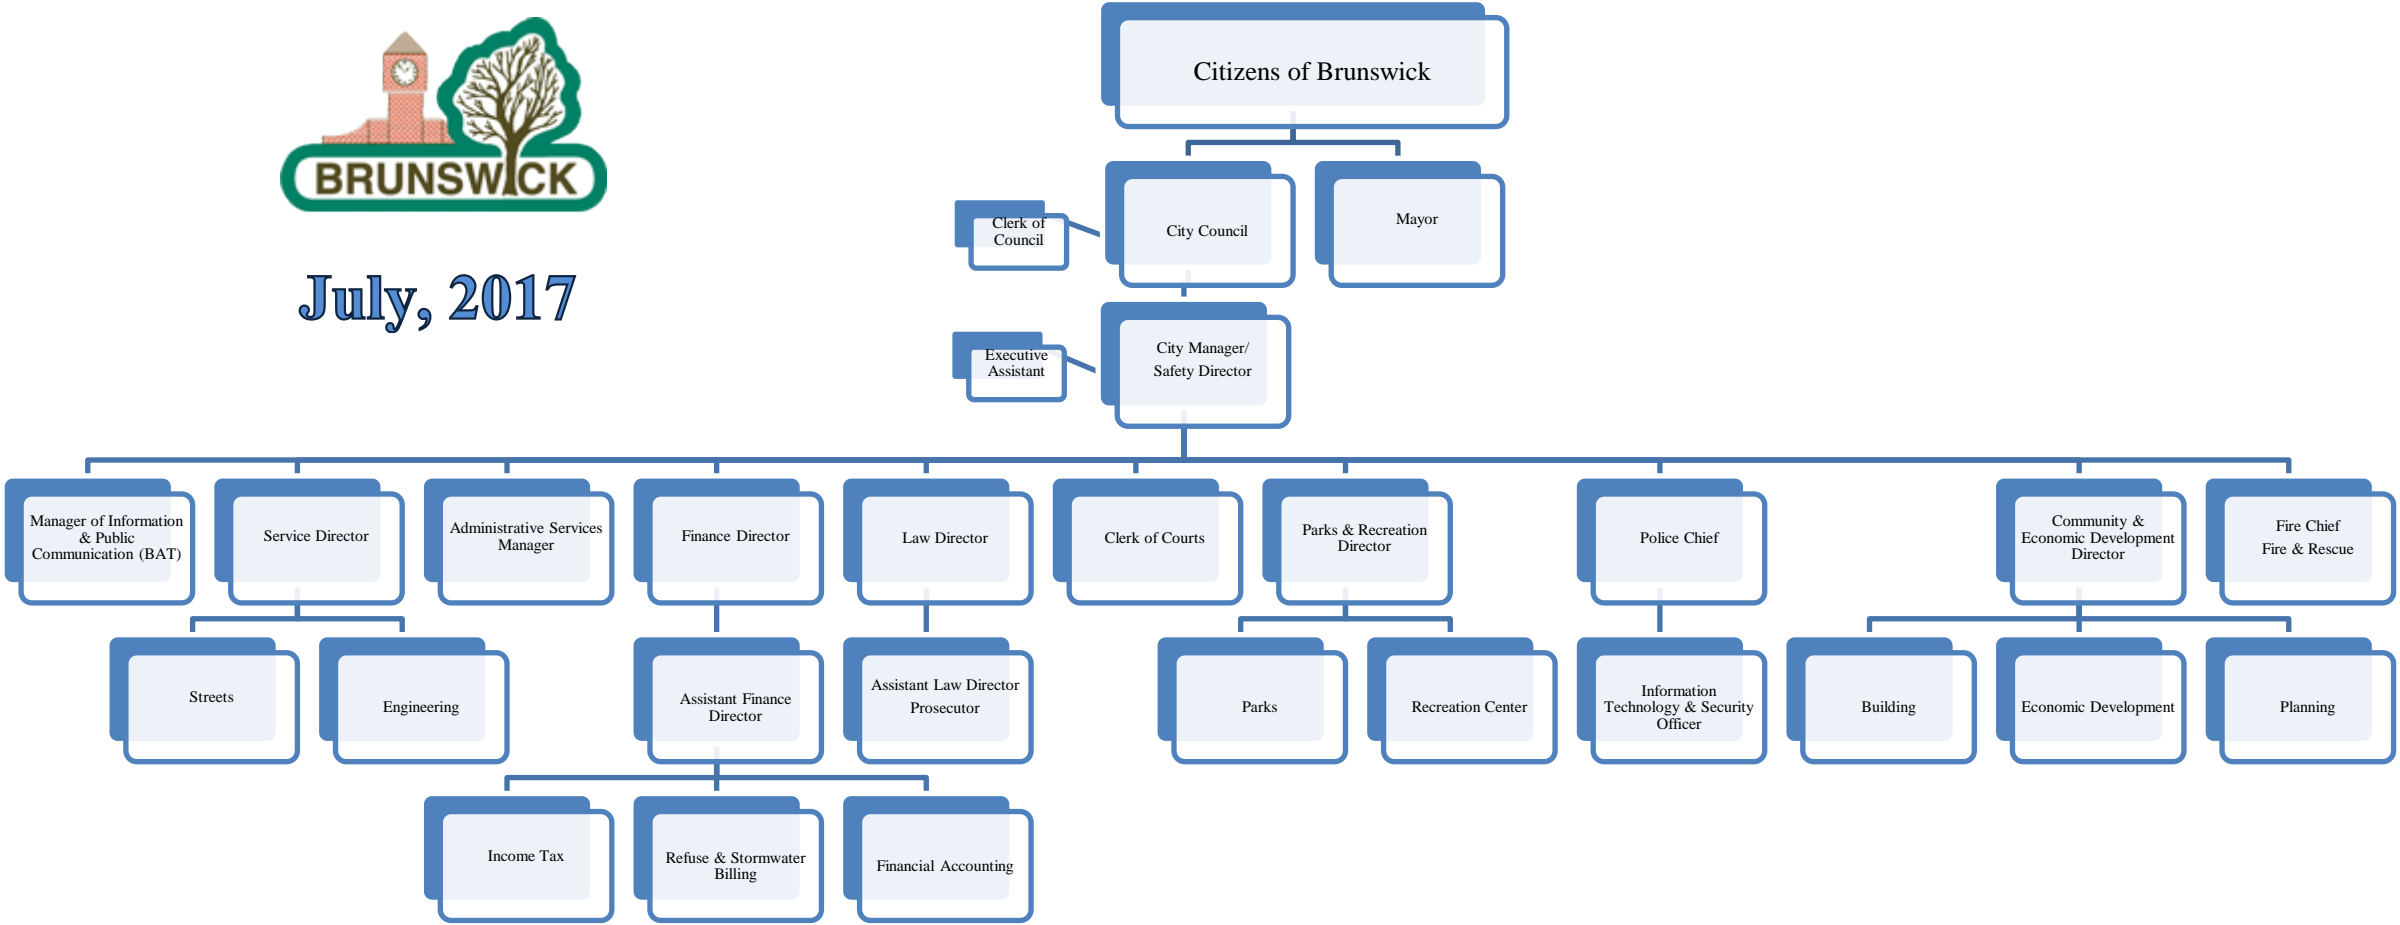 BRUNSWICK
July, 2017
Citizens of Brunswick
Clerk of
Council
City Council
Mayor
Executive
Assistant
City Manager/
Safety Director
Manager of Information
& Public
Communication (BAT)
Service Director
Administrative Services
Manager
Finance Director
Law Director
Clerk of Courts
Parks & Recreation
Director
Police Chief
Community &
Economic Development
Director
Fire Chief
Fire & Rescue
Streets
Engineering
Assistant Finance
Director
Assistant Law Director
Prosecutor
Parks
Recreation Center
Information
Technology & Security
Officer
Building
Economic Development
Planning
Income Tax
Refuse & Stormwater
Billing
Financial Accounting